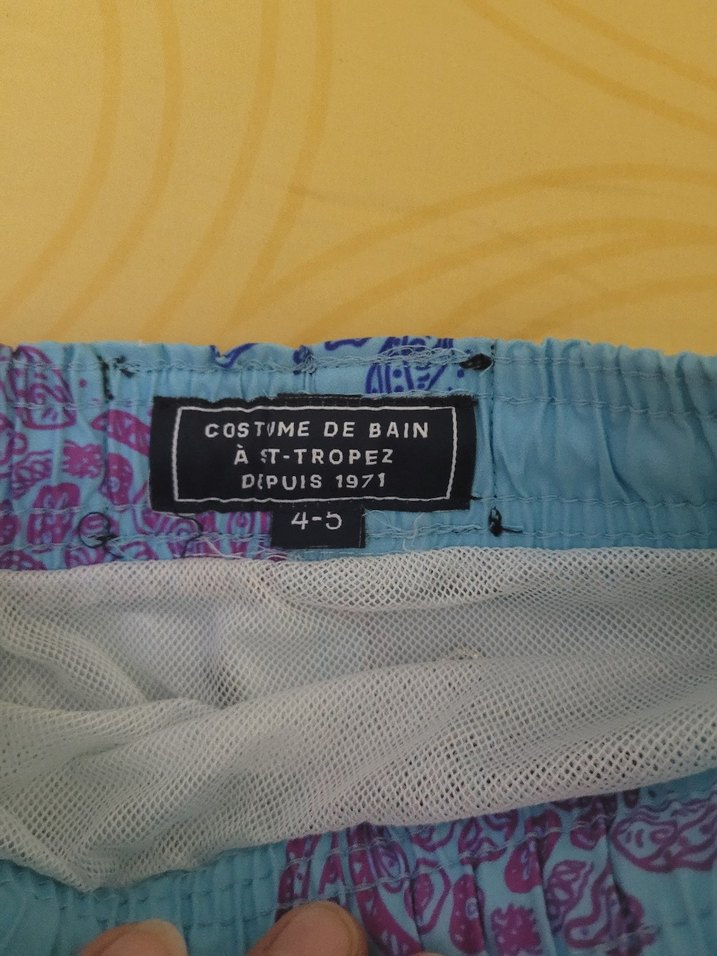 COSTUME DE BAIN
À ST-TROPEZ
DEPUIS 1971
4-5